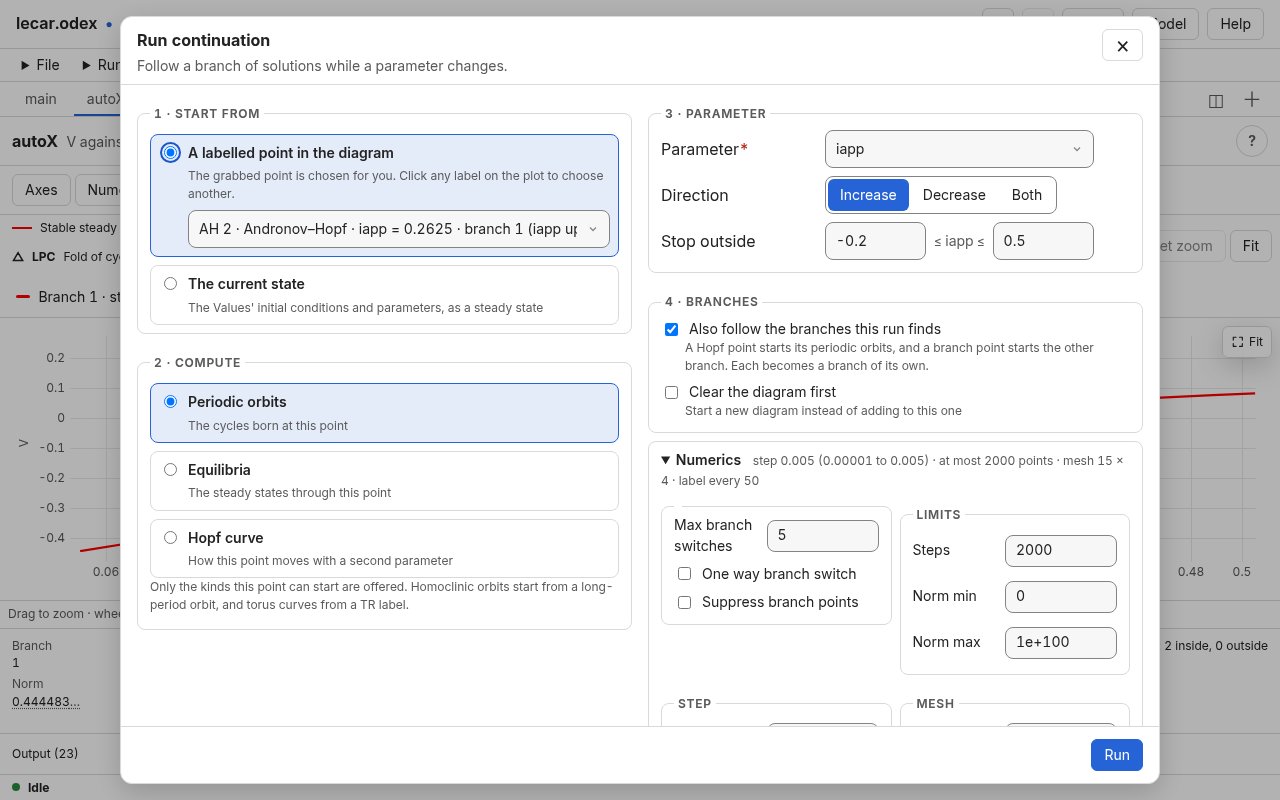 lecar.odex
odel
Help
Run continuation
Follow a branch of solutions while a parameter changes.
File
Run
main
autoX
autoX V agains
?
Axes
Nume
Stable steady
LPC Fold of cyc
et zoom
Fit
Branch 1 · st
Fit
V
0.2
0.1
0
-0.1
-0.2
-0.3
-0.4
0.06
0.48
0.5
Drag to zoom · whee
Branch
1
2 inside, 0 outside
Norm
0.444483...
Output (23)
Idle
1 · START FROM
A labelled point in the diagram
The grabbed point is chosen for you. Click any label on the plot to choose
another.
AH 2 · Andronov–Hopf · iapp = 0.2625 · branch 1 (iapp up
The current state
The Values' initial conditions and parameters, as a steady state
2 · COMPUTE
Periodic orbits
The cycles born at this point
Equilibria
The steady states through this point
Hopf curve
How this point moves with a second parameter
Only the kinds this point can start are offered. Homoclinic orbits start from a long-
period orbit, and torus curves from a TR label.
3 · PARAMETER
Parameter* iapp
Direction Increase Decrease Both
Stop outside -0.2 ≤ iapp ≤ 0.5
4 · BRANCHES
Also follow the branches this run finds
A Hopf point starts its periodic orbits, and a branch point starts the other
branch. Each becomes a branch of its own.
Clear the diagram first
Start a new diagram instead of adding to this one
Numerics step 0.005 (0.00001 to 0.005) · at most 2000 points · mesh 15 ×
4 · label every 50
Max branch
switches
5
One way branch switch
Suppress branch points
LIMITS
Steps 2000
Norm min 0
Norm max 1e+100
STEP
MESH
Run